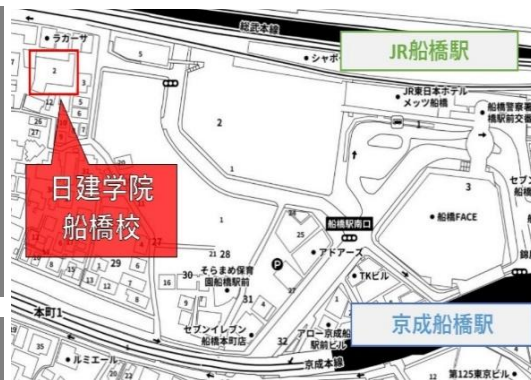 総武本線
JR船橋駅
ラカーサ
シャポ
JR東日本ホテル
メッツ船橋
船橋警察署
橋駅前交番
セブ
船橋
日建学院
船橋校
船橋駅南口
船橋FACE
アドアーズ
TKビル
そらまめ保育
園船橋駅前
セブンイレブン
船橋本町店
アロー京成船
駅前ビル
京成船橋駅
京成本線
本町1
ルミエール
第125東京ビル